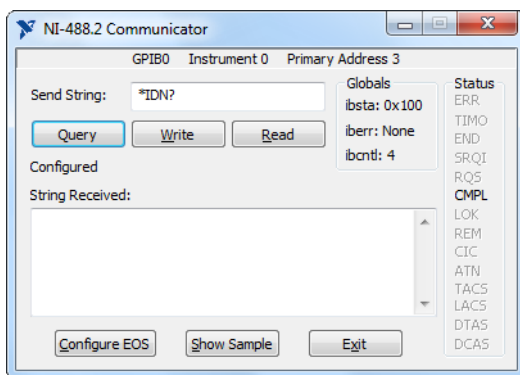 NI-488.2 Communicator
GPIB0 Instrument 0 Primary Address 3
Send String:
*IDN?
Query
Write
Read
Configured
String Received:
Configure EOS
Show Sample
Exit
Globals
ibsta: 0x100
iberr: None
ibcntl: 4
Status
ERR
TIMO
END
SRQI
RQS
CMPL
LOK
REM
CIC
ATN
TACS
LACS
DTAS
DCAS